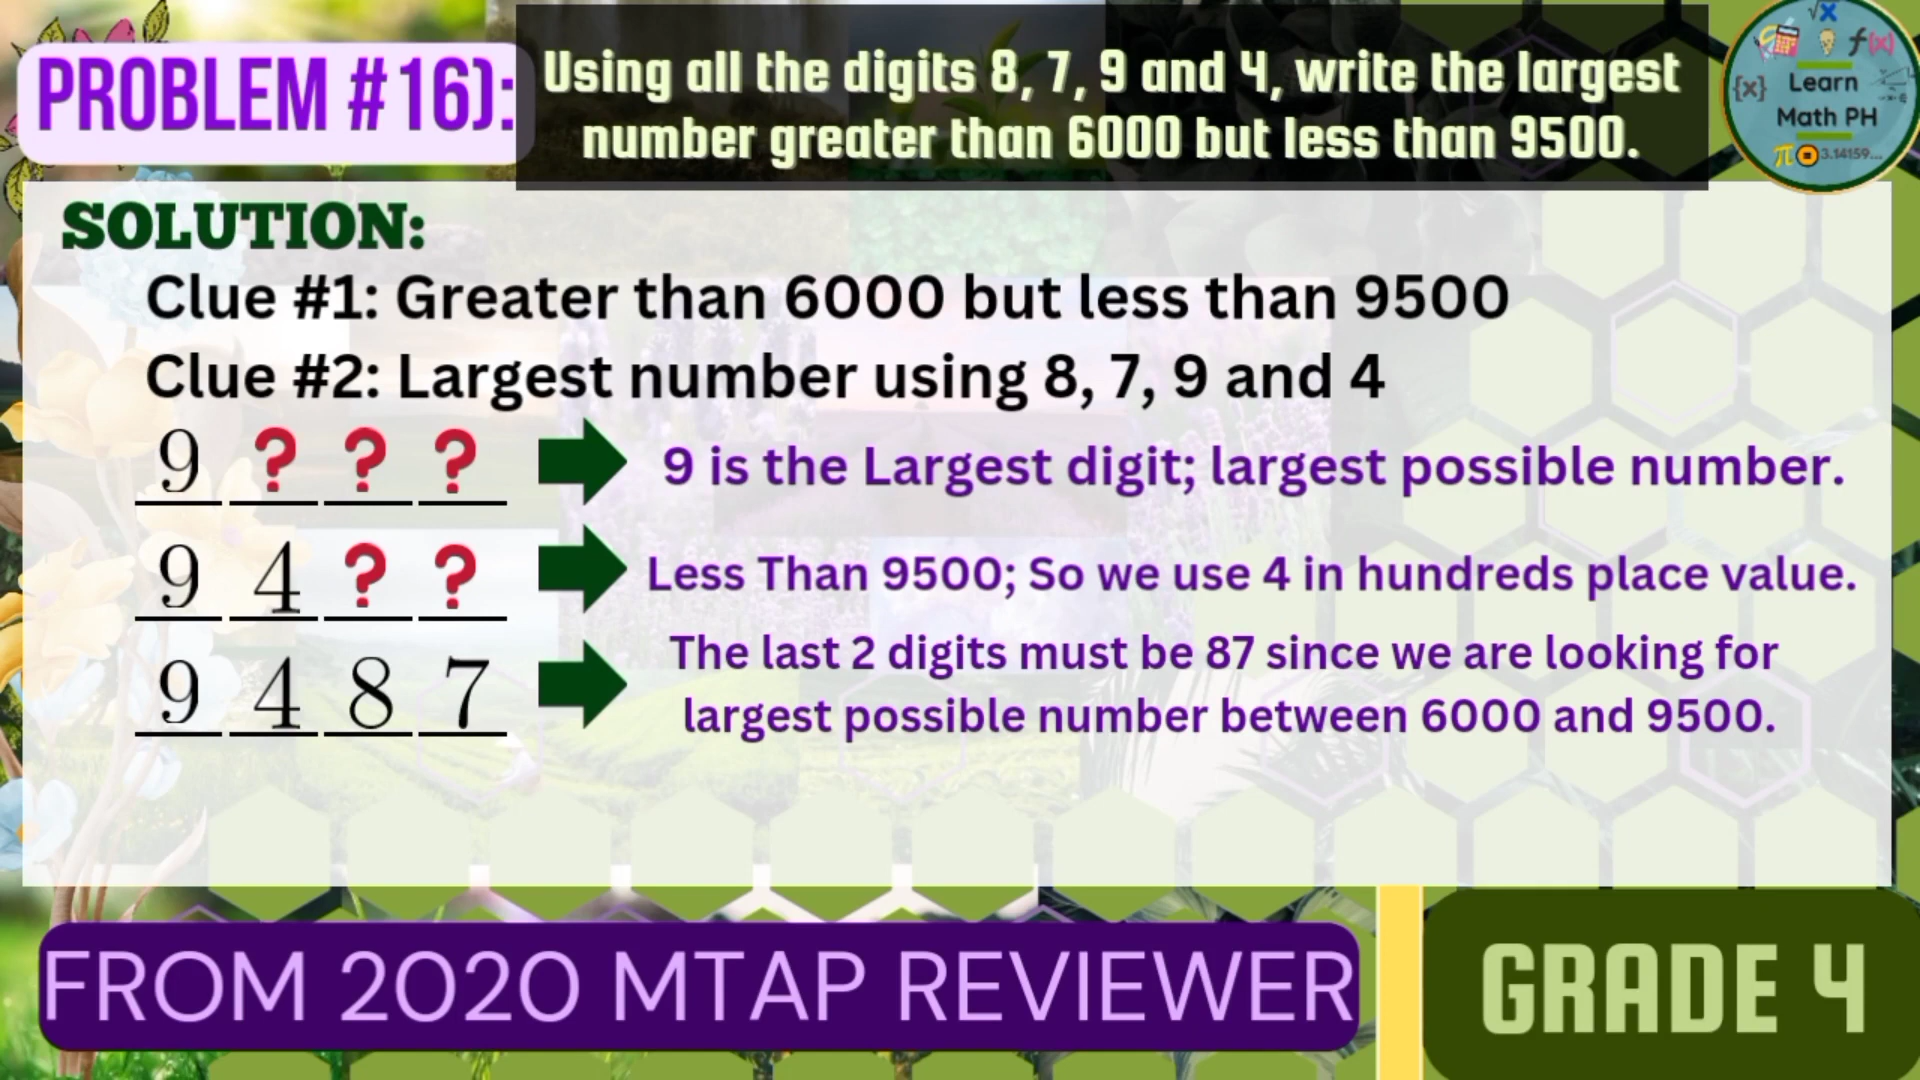 PROBLEM #16):
Using all the digits 8, 7, 9 and 4, write the largest
number greater than 6000 but less than 9500.
√x
f(x)
{x}
Learn
Math PH
π
3.14159...
SOLUTION:
Clue #1: Greater than 6000 but less than 9500
Clue #2: Largest number using 8, 7, 9 and 4
9 ? ? ?
9 is the Largest digit; largest possible number.
9 4 ? ?
Less Than 9500; So we use 4 in hundreds place value.
9 4 8 7
The last 2 digits must be 87 since we are looking for
largest possible number between 6000 and 9500.
FROM 2020 MTAP REVIEWER
GRADE 4